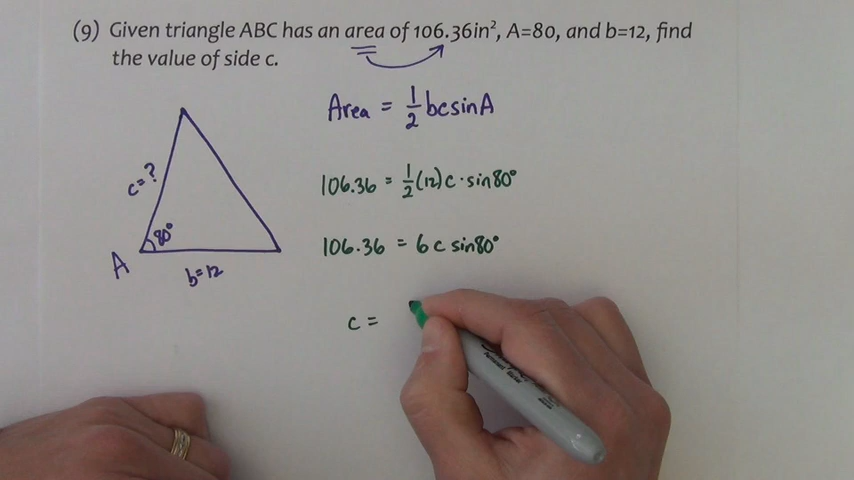 (9) Given triangle ABC has an area of 106.36in², A=80, and b=12, find
the value of side c.
Area = 1/2 bcsinA
c=?
106.36 = 1/2(12)c·sin80°
80°
106.36 = 6c sin80°
A
b=12
c =